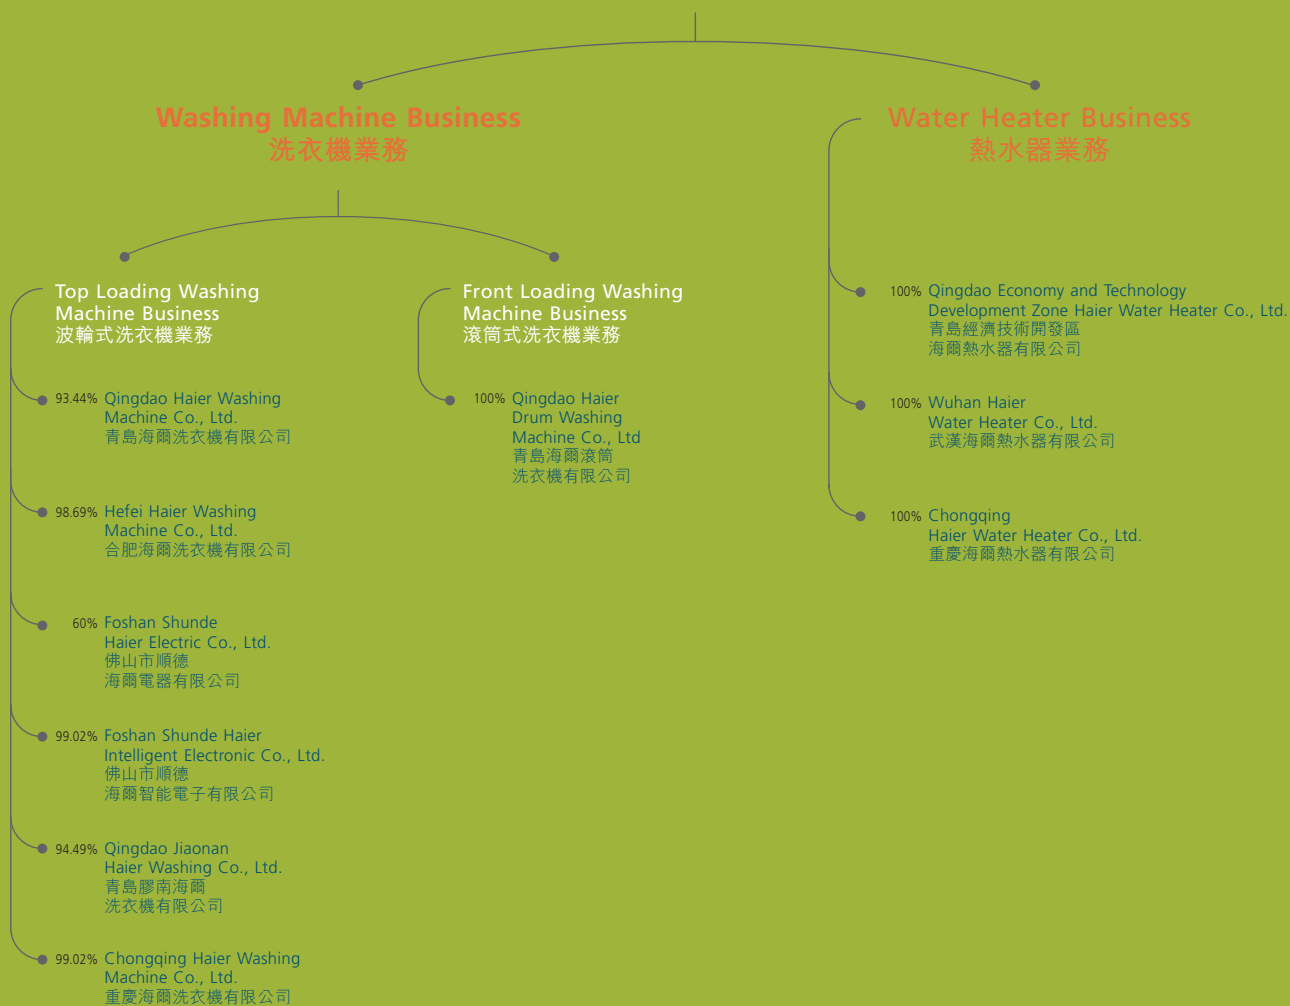 Washing Machine Business
洗衣機業務
Water Heater Business
熱水器業務
Top Loading Washing
Machine Business
波輪式洗衣機業務
93.44% Qingdao Haier Washing
Machine Co., Ltd.
青島海爾洗衣機有限公司
98.69% Hefei Haier Washing
Machine Co., Ltd.
合肥海爾洗衣機有限公司
60% Foshan Shunde
Haier Electric Co., Ltd.
佛山市順德
海爾電器有限公司
99.02% Foshan Shunde Haier
Intelligent Electronic Co., Ltd.
佛山市順德
海爾智能電子有限公司
94.49% Qingdao Jiaonan
Haier Washing Co., Ltd.
青島膠南海爾
洗衣機有限公司
99.02% Chongqing Haier Washing
Machine Co., Ltd.
重慶海爾洗衣機有限公司
Front Loading Washing
Machine Business
滾筒式洗衣機業務
100% Qingdao Haier
Drum Washing
Machine Co., Ltd
青島海爾滾筒
洗衣機有限公司
100% Qingdao Economy and Technology
Development Zone Haier Water Heater Co., Ltd.
青島經濟技術開發區
海爾熱水器有限公司
100% Wuhan Haier
Water Heater Co., Ltd.
武漢海爾熱水器有限公司
100% Chongqing
Haier Water Heater Co., Ltd.
重慶海爾熱水器有限公司